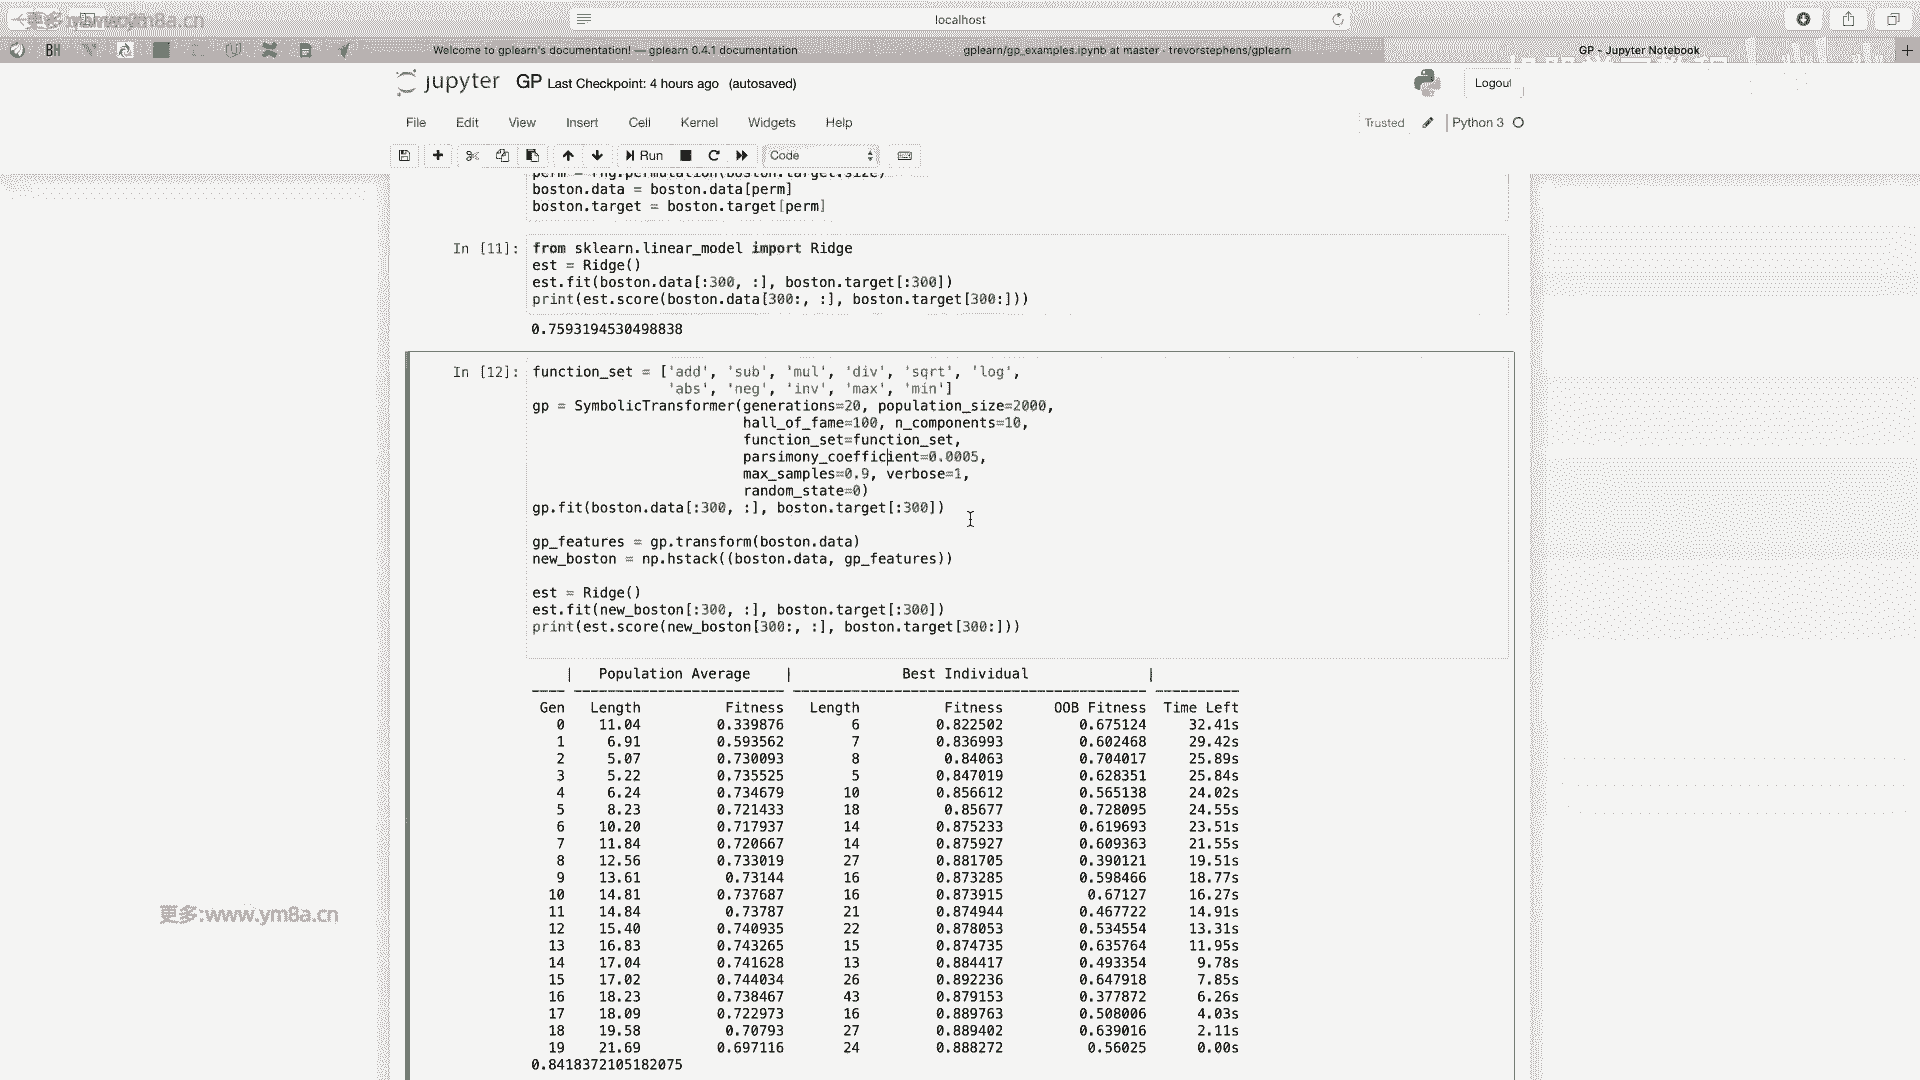 更多:www.ym8a.cn
localhost
BH
Welcome to gplearn's documentation! — gplearn 0.4.1 documentation
gplearn/gp_examples.ipynb at master · trevorstephens/gplearn
GP - Jupyter Notebook
jupyter GP Last Checkpoint: 4 hours ago (autosaved)
Logout
File Edit View Insert Cell Kernel Widgets Help
Trusted Python 3
Run Code
perm = rng.permutation(boston.target.size)
boston.data = boston.data[perm]
boston.target = boston.target[perm]
In [11]: from sklearn.linear_model import Ridge
est = Ridge()
est.fit(boston.data[:300, :], boston.target[:300])
print(est.score(boston.data[300:, :], boston.target[300:]))
0.7593194530498838
In [12]: function_set = ['add', 'sub', 'mul', 'div', 'sqrt', 'log',
'abs', 'neg', 'inv', 'max', 'min']
gp = SymbolicTransformer(generations=20, population_size=2000,
hall_of_fame=100, n_components=10,
function_set=function_set,
parsimony_coefficient=0.0005,
max_samples=0.9, verbose=1,
random_state=0)
gp.fit(boston.data[:300, :], boston.target[:300])
gp_features = gp.transform(boston.data)
new_boston = np.hstack((boston.data, gp_features))
est = Ridge()
est.fit(new_boston[:300, :], boston.target[:300])
print(est.score(new_boston[300:, :], boston.target[300:]))
| Population Average | Best Individual |
---- ------------------------- ------------------------------------------ ----------
Gen Length Fitness Length Fitness OOB Fitness Time Left
0 11.04 0.339876 6 0.822502 0.675124 32.41s
1 6.91 0.593562 7 0.836993 0.602468 29.42s
2 5.07 0.730093 8 0.84063 0.704017 25.89s
3 5.22 0.735525 5 0.847019 0.628351 25.84s
4 6.24 0.734679 10 0.856612 0.565138 24.02s
5 8.23 0.721433 18 0.85677 0.728095 24.55s
6 10.20 0.717937 14 0.875233 0.619693 23.51s
7 11.84 0.720667 14 0.875927 0.609363 21.55s
8 12.56 0.733019 27 0.881705 0.390121 19.51s
9 13.61 0.73144 16 0.873285 0.598466 18.77s
10 14.81 0.737687 16 0.873915 0.67127 16.27s
11 14.84 0.73787 21 0.874944 0.467722 14.91s
12 15.40 0.740935 22 0.878053 0.534554 13.31s
13 16.83 0.743265 15 0.874735 0.635764 11.95s
14 17.04 0.741628 13 0.884417 0.493354 9.78s
15 17.02 0.744034 26 0.892236 0.647918 7.85s
16 18.23 0.738467 43 0.879153 0.377872 6.26s
17 18.09 0.722973 16 0.889763 0.508006 4.03s
18 19.58 0.70793 27 0.889402 0.639016 2.11s
19 21.69 0.697116 24 0.888272 0.56025 0.00s
0.8418372105182075
更多:www.ym8a.cn